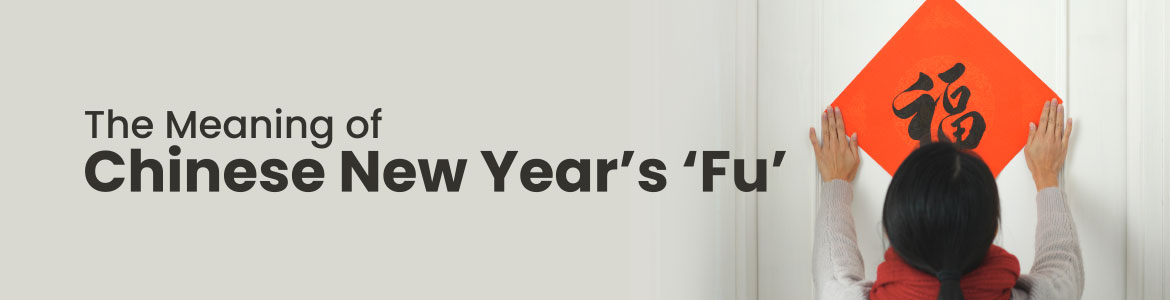 The Meaning of
Chinese New Year’s ‘Fu’
福